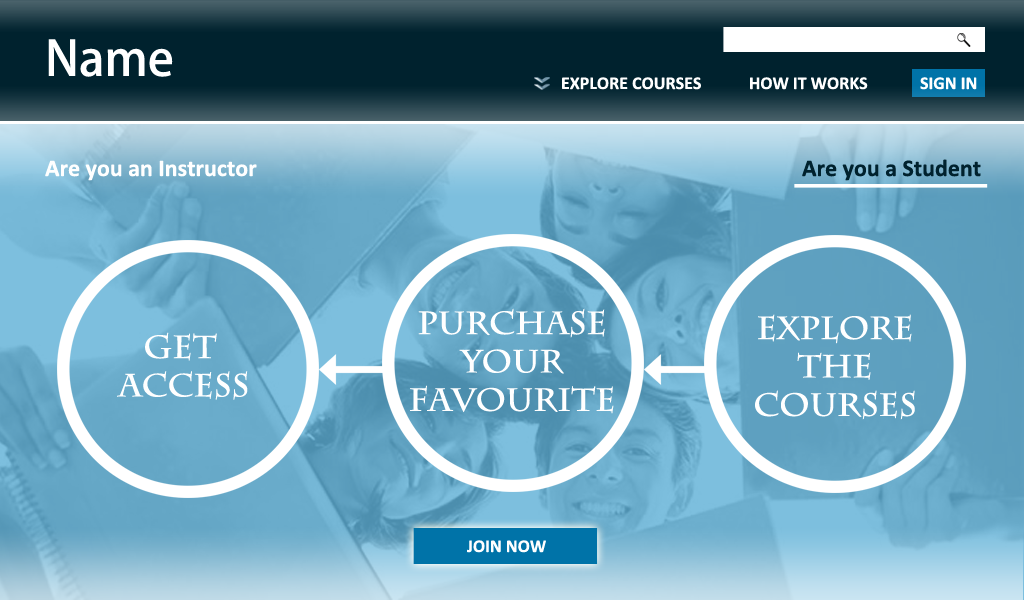 Name
EXPLORE COURSES
HOW IT WORKS
SIGN IN
Are you an Instructor
Are you a Student
GET
ACCESS
PURCHASE
YOUR
FAVOURITE
EXPLORE
THE
COURSES
JOIN NOW